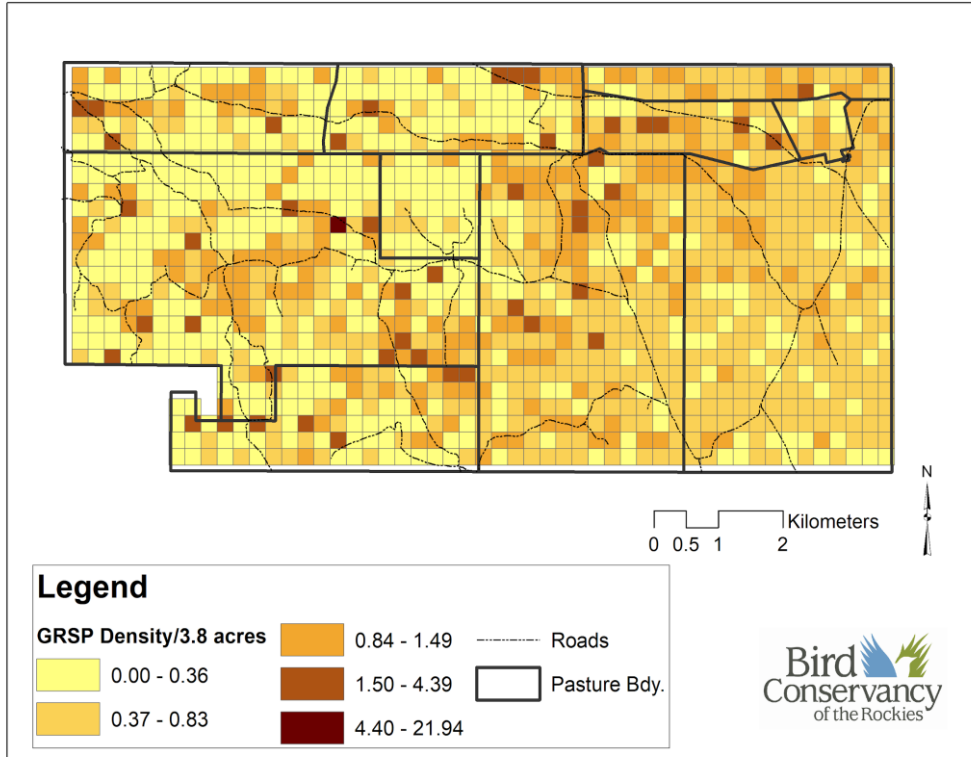 N
Kilometers
0 0.5 1 2
Legend
GRSP Density/3.8 acres
0.00 - 0.36
0.37 - 0.83
0.84 - 1.49
1.50 - 4.39
4.40 - 21.94
Roads
Pasture Bdy.
Bird
Conservancy
of the Rockies